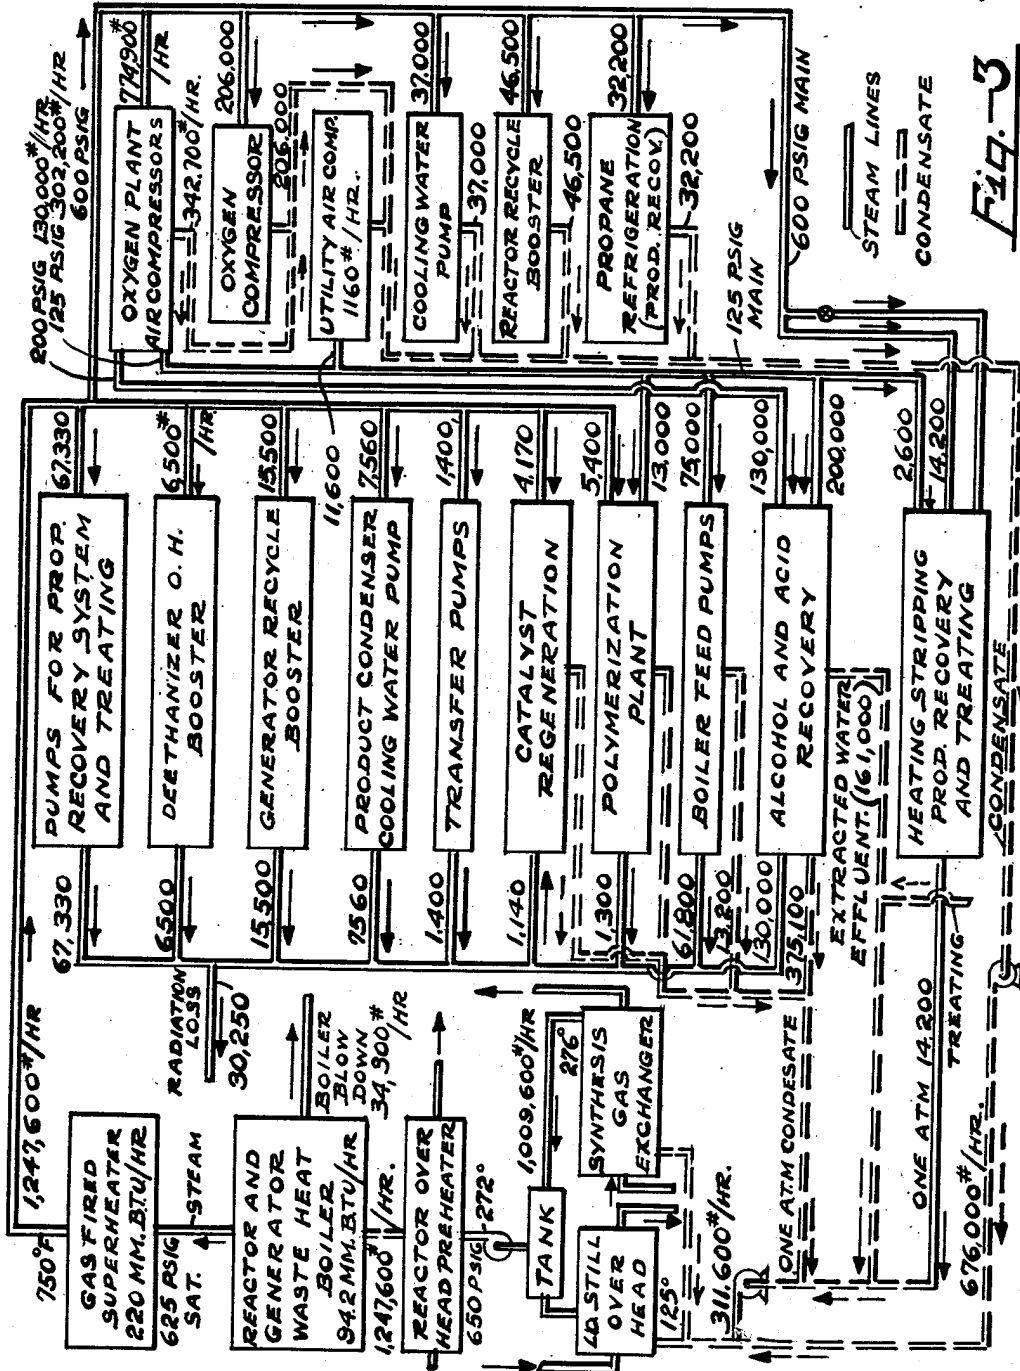 1,247,600#/HR
750°F
GAS FIRED
SUPERHEATER
220 MM.BTU/HR
625 PSIG
SAT.
STEAM
REACTOR AND
GENERATOR
WASTE HEAT
BOILER
942 MM.BTU/HR
BOILER
BLOW
DOWN
34,900#
/HR
1,247,600#/HR.
REACTOR OVER
HEAD PREHEATER
650 PSIG
272°
TANK
1,009,600#/HR
276°
SYNTHESIS
GAS
EXCHANGER
L.D. STILL
OVER
HEAD
125°
311,600#/HR.
ONE ATM CONDESATE
ONE ATM 14,200
TREATING
676,000#/HR.
CONDENSATE
RADIATION
LOSS
30,250
67,330
PUMPS FOR PROP.
RECOVERY SYSTEM
AND TREATING
67,330
6,500
DEETHANIZER O. H.
BOOSTER
6,500#
/HR.
15,500
GENERATOR RECYCLE
BOOSTER
15,500
7560
PRODUCT CONDENSER
COOLING WATER PUMP
7,560
1,400
TRANSFER PUMPS
1,400
1,140
CATALYST
REGENERATION
4,170
1,300
POLYMERIZATION
PLANT
5,400
13,000
61,800
13,200
BOILER FEED PUMPS
75,000
130,000
375,100
ALCOHOL AND ACID
RECOVERY
130,000
200,000
EXTRACTED WATER
EFFLUENT. (161,000)
HEATING STRIPPING
PROD. RECOVERY
AND TREATING
2,600
14,200
200 PSIG 130,000#/HR
125 PSIG 302,200#/HR
600 PSIG
OXYGEN PLANT
AIR COMPRESSORS
774,900#
/HR
342,700#/HR.
OXYGEN
COMPRESSOR
206,000
206,000
UTILITY AIR COMP.
1160#/HR.
11,600
COOLING WATER
PUMP
37,000
37,000
REACTOR RECYCLE
BOOSTER
46,500
46,500
PROPANE
REFRIGERATION
(PROD. RECOV.)
32,200
32,200
125 PSIG
MAIN
600 PSIG MAIN
STEAM LINES
CONDENSATE
Fig.-3